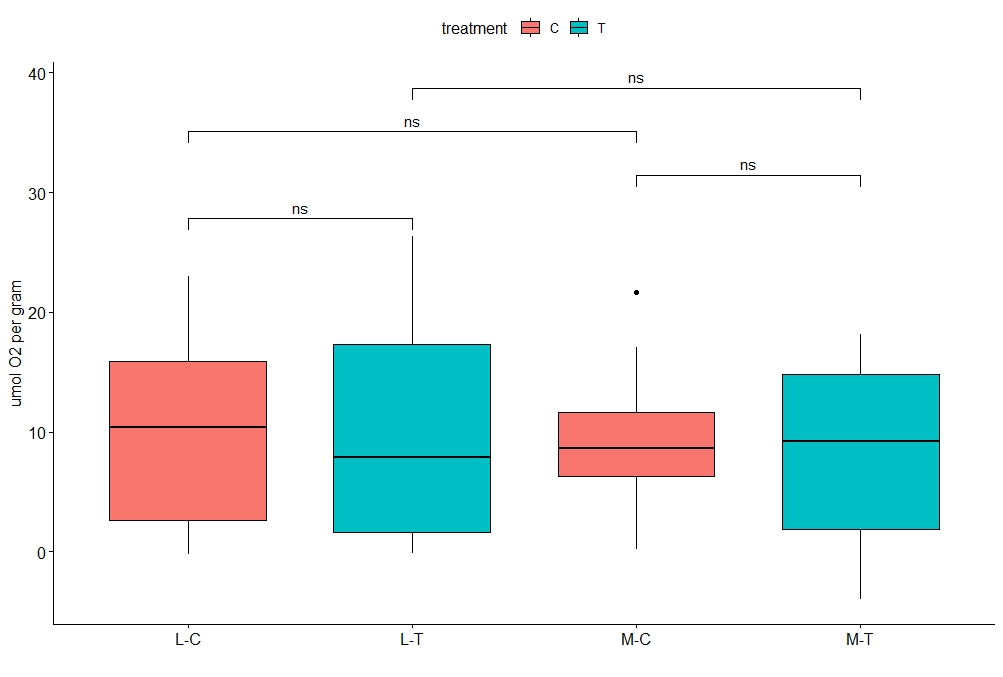 treatment C T
40
ns
ns
ns
30
ns
20
10
0
umol O2 per gram
L-C L-T M-C M-T